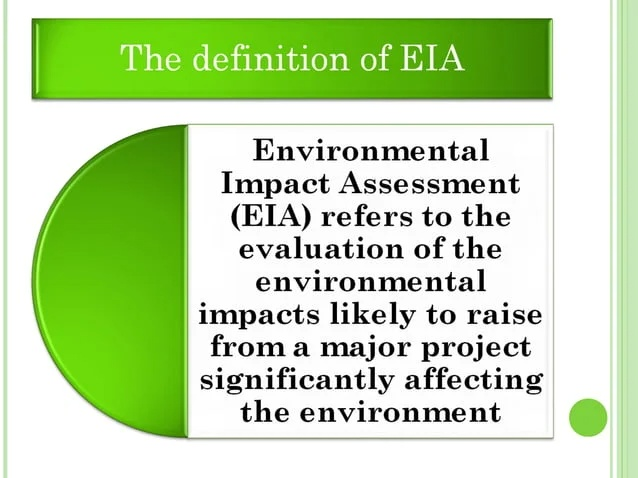 The definition of EIA
Environmental
Impact Assessment
(EIA) refers to the
evaluation of the
environmental
impacts likely to raise
from a major project
significantly affecting
the environment